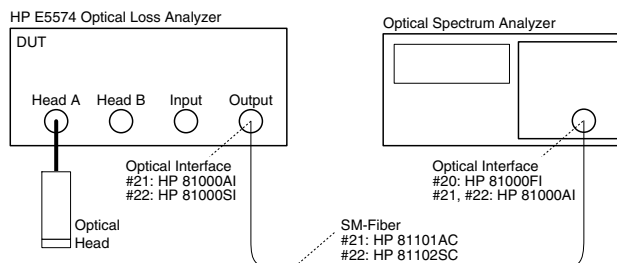 HP E5574 Optical Loss Analyzer
DUT
Head A Head B Input Output
Optical Interface
#21: HP 81000AI
#22: HP 81000SI
Optical
Head
Optical Spectrum Analyzer
Optical Interface
#20: HP 81000FI
#21, #22: HP 81000AI
SM-Fiber
#21: HP 81101AC
#22: HP 81102SC